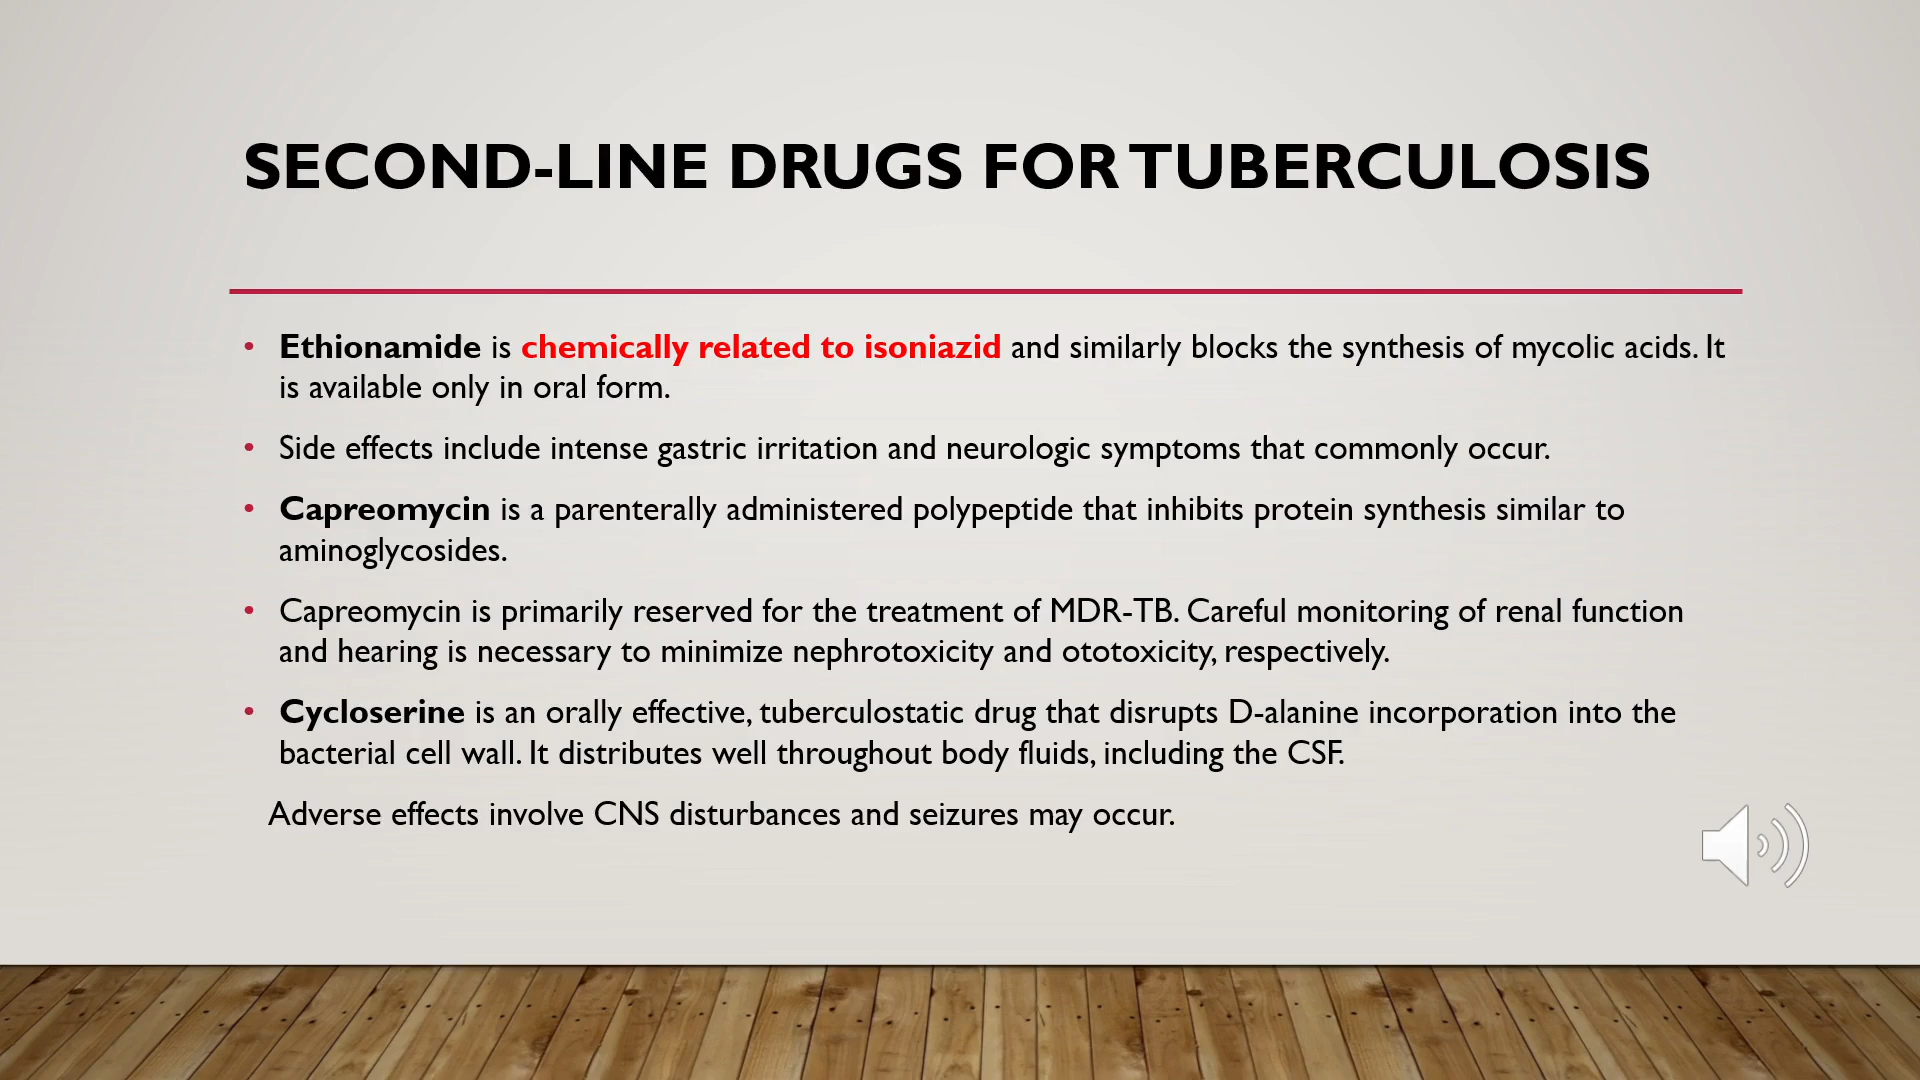 SECOND-LINE DRUGS FOR TUBERCULOSIS
• Ethionamide is chemically related to isoniazid and similarly blocks the synthesis of mycolic acids. It
is available only in oral form.
• Side effects include intense gastric irritation and neurologic symptoms that commonly occur.
• Capreomycin is a parenterally administered polypeptide that inhibits protein synthesis similar to
aminoglycosides.
• Capreomycin is primarily reserved for the treatment of MDR-TB. Careful monitoring of renal function
and hearing is necessary to minimize nephrotoxicity and ototoxicity, respectively.
• Cycloserine is an orally effective, tuberculostatic drug that disrupts D-alanine incorporation into the
bacterial cell wall. It distributes well throughout body fluids, including the CSF.
Adverse effects involve CNS disturbances and seizures may occur.